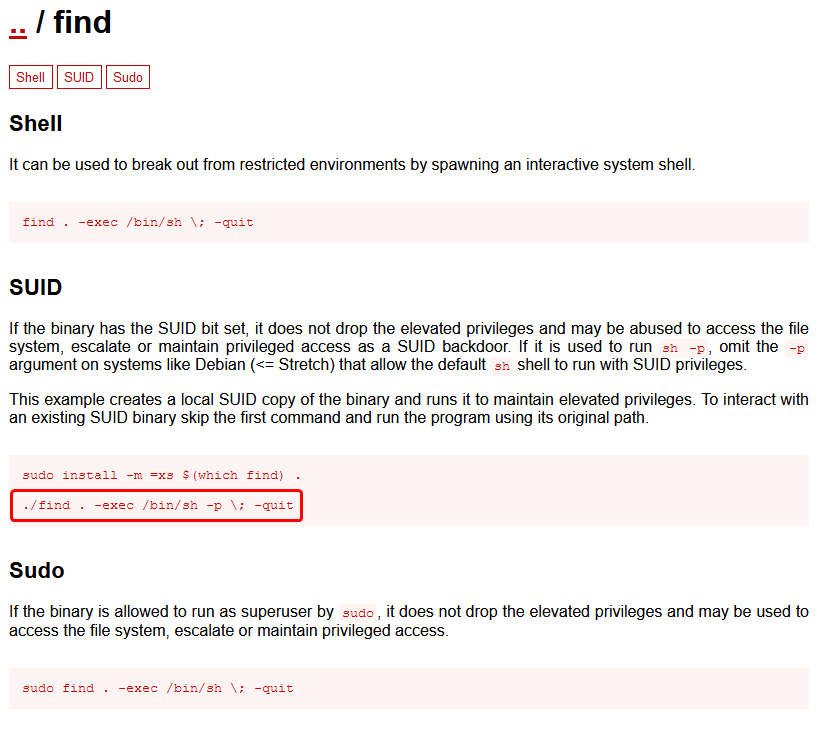 .. / find
Shell SUID Sudo
Shell
It can be used to break out from restricted environments by spawning an interactive system shell.
find . -exec /bin/sh \; -quit
SUID
If the binary has the SUID bit set, it does not drop the elevated privileges and may be abused to access the file
system, escalate or maintain privileged access as a SUID backdoor. If it is used to run sh -p, omit the -p
argument on systems like Debian (<= Stretch) that allow the default sh shell to run with SUID privileges.
This example creates a local SUID copy of the binary and runs it to maintain elevated privileges. To interact with
an existing SUID binary skip the first command and run the program using its original path.
sudo install -m =xs $(which find) .
./find . -exec /bin/sh -p \; -quit
Sudo
If the binary is allowed to run as superuser by sudo, it does not drop the elevated privileges and may be used to
access the file system, escalate or maintain privileged access.
sudo find . -exec /bin/sh \; -quit